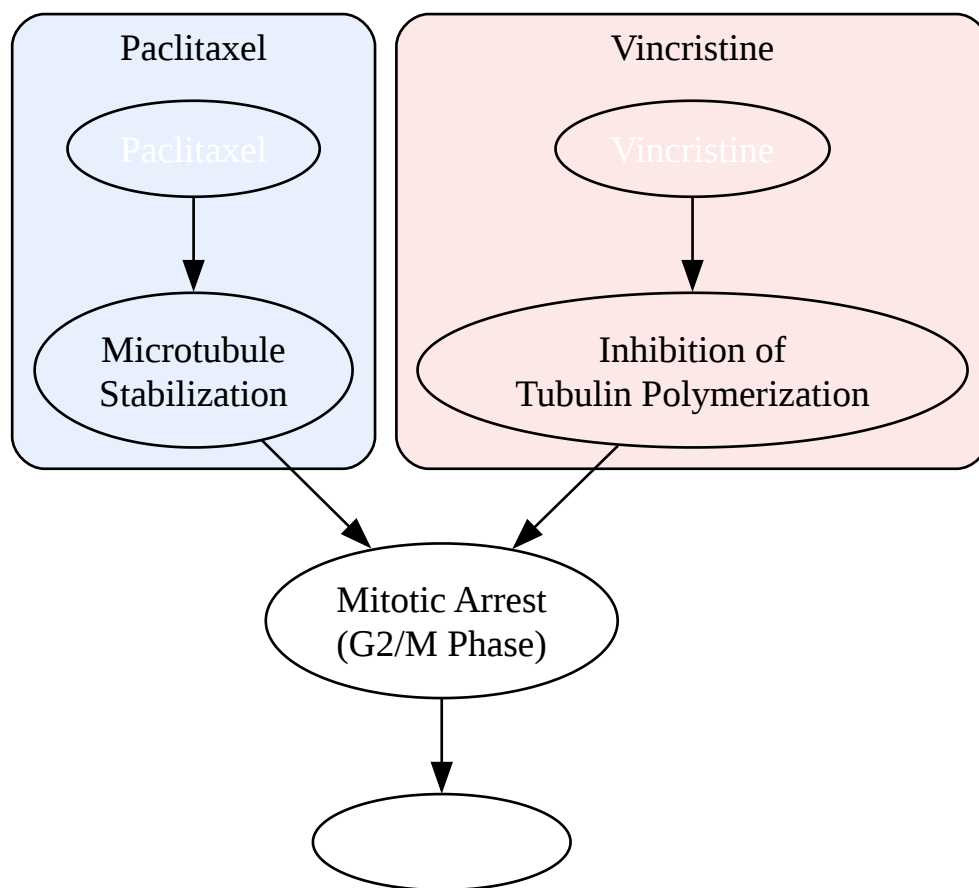 Paclitaxel
Vincristine
Paclitaxel
Vincristine
Microtubule
Stabilization
Inhibition of
Tubulin Polymerization
Mitotic Arrest
(G2/M Phase)